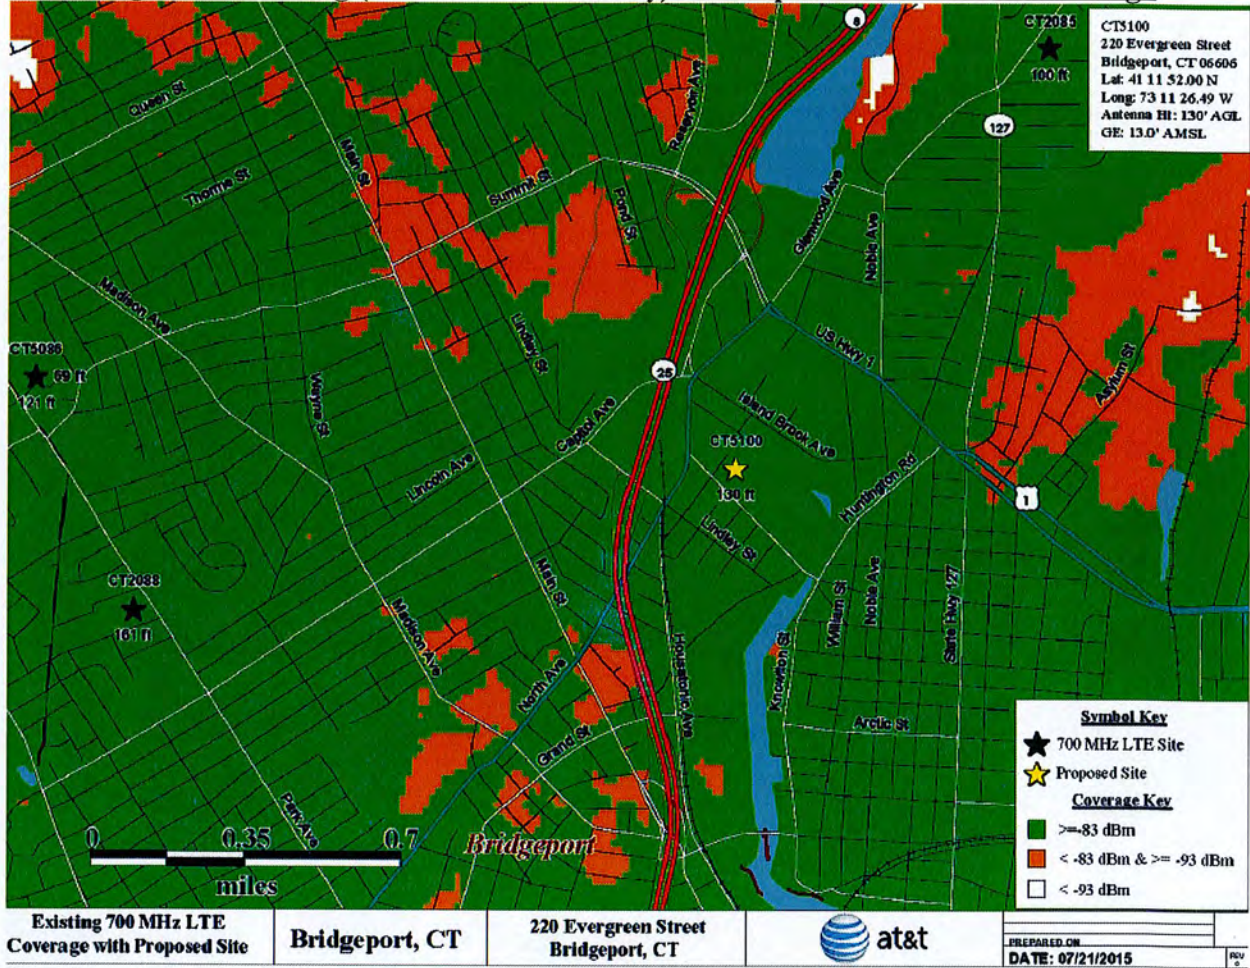 CT5100
220 Evergreen Street
Bridgeport, CT 06606
Lat: 41 11 52.00 N
Long: 73 11 26.49 W
Antenna Ht: 130' AGL
GE: 13.0' AMSL
8
CT2085
100 ft
127
Queen St
Main St
Reservoir Ave
Thorme St
Summit St
Pond St
Glenwood Ave
Noble Ave
Madison Ave
Lindley St
US Hwy 1
CT5086
69 ft
121 ft
25
Wayne St
Capitol Ave
Island Brook Ave
Asylum St
CT5100
130 ft
Lincoln Ave
Huntington Rd
1
Lindley St
CT2088
161 ft
Main St
Madison Ave
William St
Noble Ave
State Hwy 127
North Ave
Housatonic Ave
Knowlton St
Arctic St
Grand St
Park Ave
Bridgeport
0 0.35 0.7
miles
Symbol Key
700 MHz LTE Site
Proposed Site
Coverage Key
>=-83 dBm
< -83 dBm & >= -93 dBm
< -93 dBm
Existing 700 MHz LTE
Coverage with Proposed Site
Bridgeport, CT
220 Evergreen Street
Bridgeport, CT
at&t
PREPARED ON
DATE: 07/21/2015
REV
0